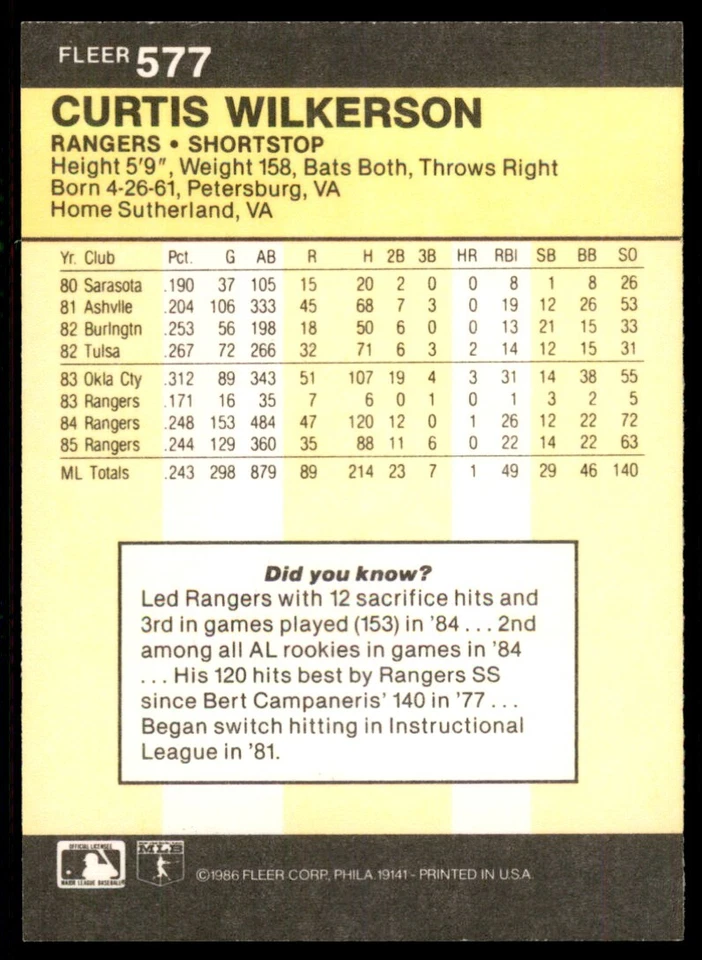 FLEER 577
CURTIS WILKERSON
RANGERS • SHORTSTOP
Height 5'9", Weight 158, Bats Both, Throws Right
Born 4-26-61, Petersburg, VA
Home Sutherland, VA
Yr. Club Pct. G AB R H 2B 3B HR RBI SB BB SO
80 Sarasota .190 37 105 15 20 2 0 0 8 1 8 26
81 Ashvlle .204 106 333 45 68 7 3 0 19 12 26 53
82 Burlngtn .253 56 198 18 50 6 0 0 13 21 15 33
82 Tulsa .267 72 266 32 71 6 3 2 14 12 15 31
83 Okla Cty .312 89 343 51 107 19 4 3 31 14 38 55
83 Rangers .171 16 35 7 6 0 1 0 1 3 2 5
84 Rangers .248 153 484 47 120 12 0 1 26 12 22 72
85 Rangers .244 129 360 35 88 11 6 0 22 14 22 63
ML Totals .243 298 879 89 214 23 7 1 49 29 46 140
Did you know?
Led Rangers with 12 sacrifice hits and
3rd in games played (153) in '84 . . . 2nd
among all AL rookies in games in '84
. . . His 120 hits best by Rangers SS
since Bert Campaneris' 140 in '77 . . .
Began switch hitting in Instructional
League in '81.
OFFICIAL LICENSEE
MAJOR LEAGUE BASEBALL
MLB
©1986 FLEER CORP., PHILA. 19141 - PRINTED IN U.S.A.